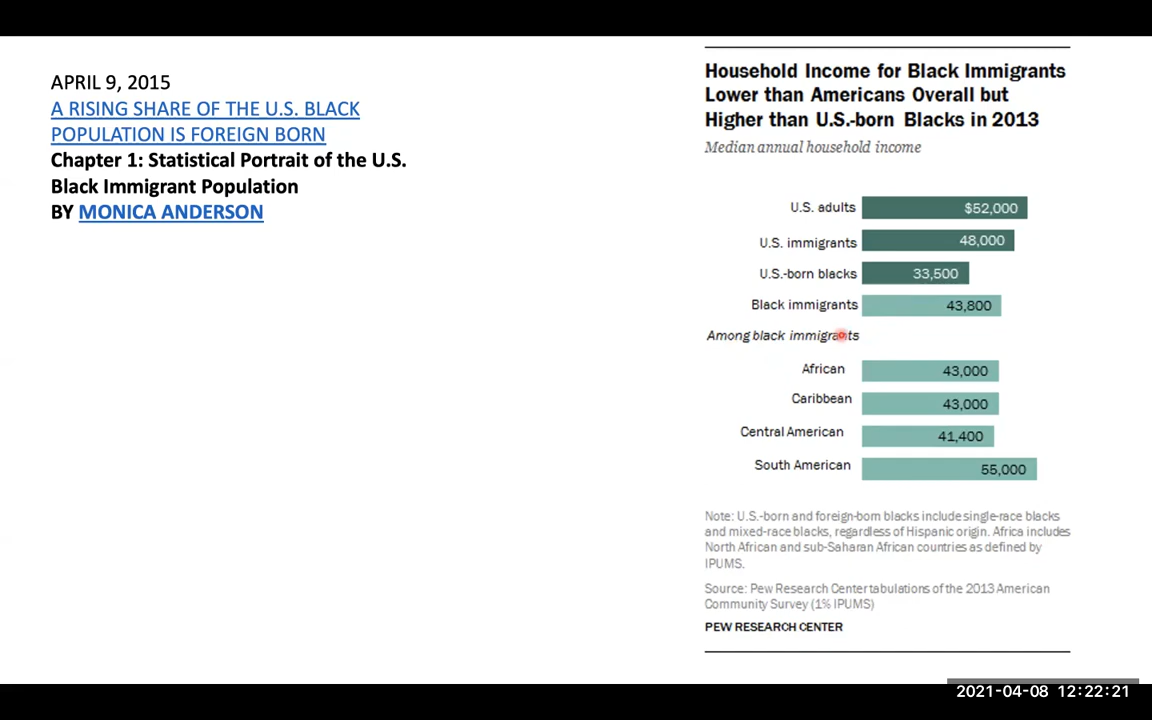 APRIL 9, 2015
A RISING SHARE OF THE U.S. BLACK
POPULATION IS FOREIGN BORN
Chapter 1: Statistical Portrait of the U.S.
Black Immigrant Population
BY MONICA ANDERSON
Household Income for Black Immigrants
Lower than Americans Overall but
Higher than U.S.-born Blacks in 2013
Median annual household income
U.S. adults $52,000
U.S. immigrants 48,000
U.S.-born blacks 33,500
Black immigrants 43,800
Among black immigrants
African 43,000
Caribbean 43,000
Central American 41,400
South American 55,000
Note: U.S.-born and foreign-born blacks include single-race blacks
and mixed-race blacks, regardless of Hispanic origin. Africa includes
North African and sub-Saharan African countries as defined by
IPUMS.
Source: Pew Research Center tabulations of the 2013 American
Community Survey (1% IPUMS)
PEW RESEARCH CENTER
2021-04-08 12:22:21